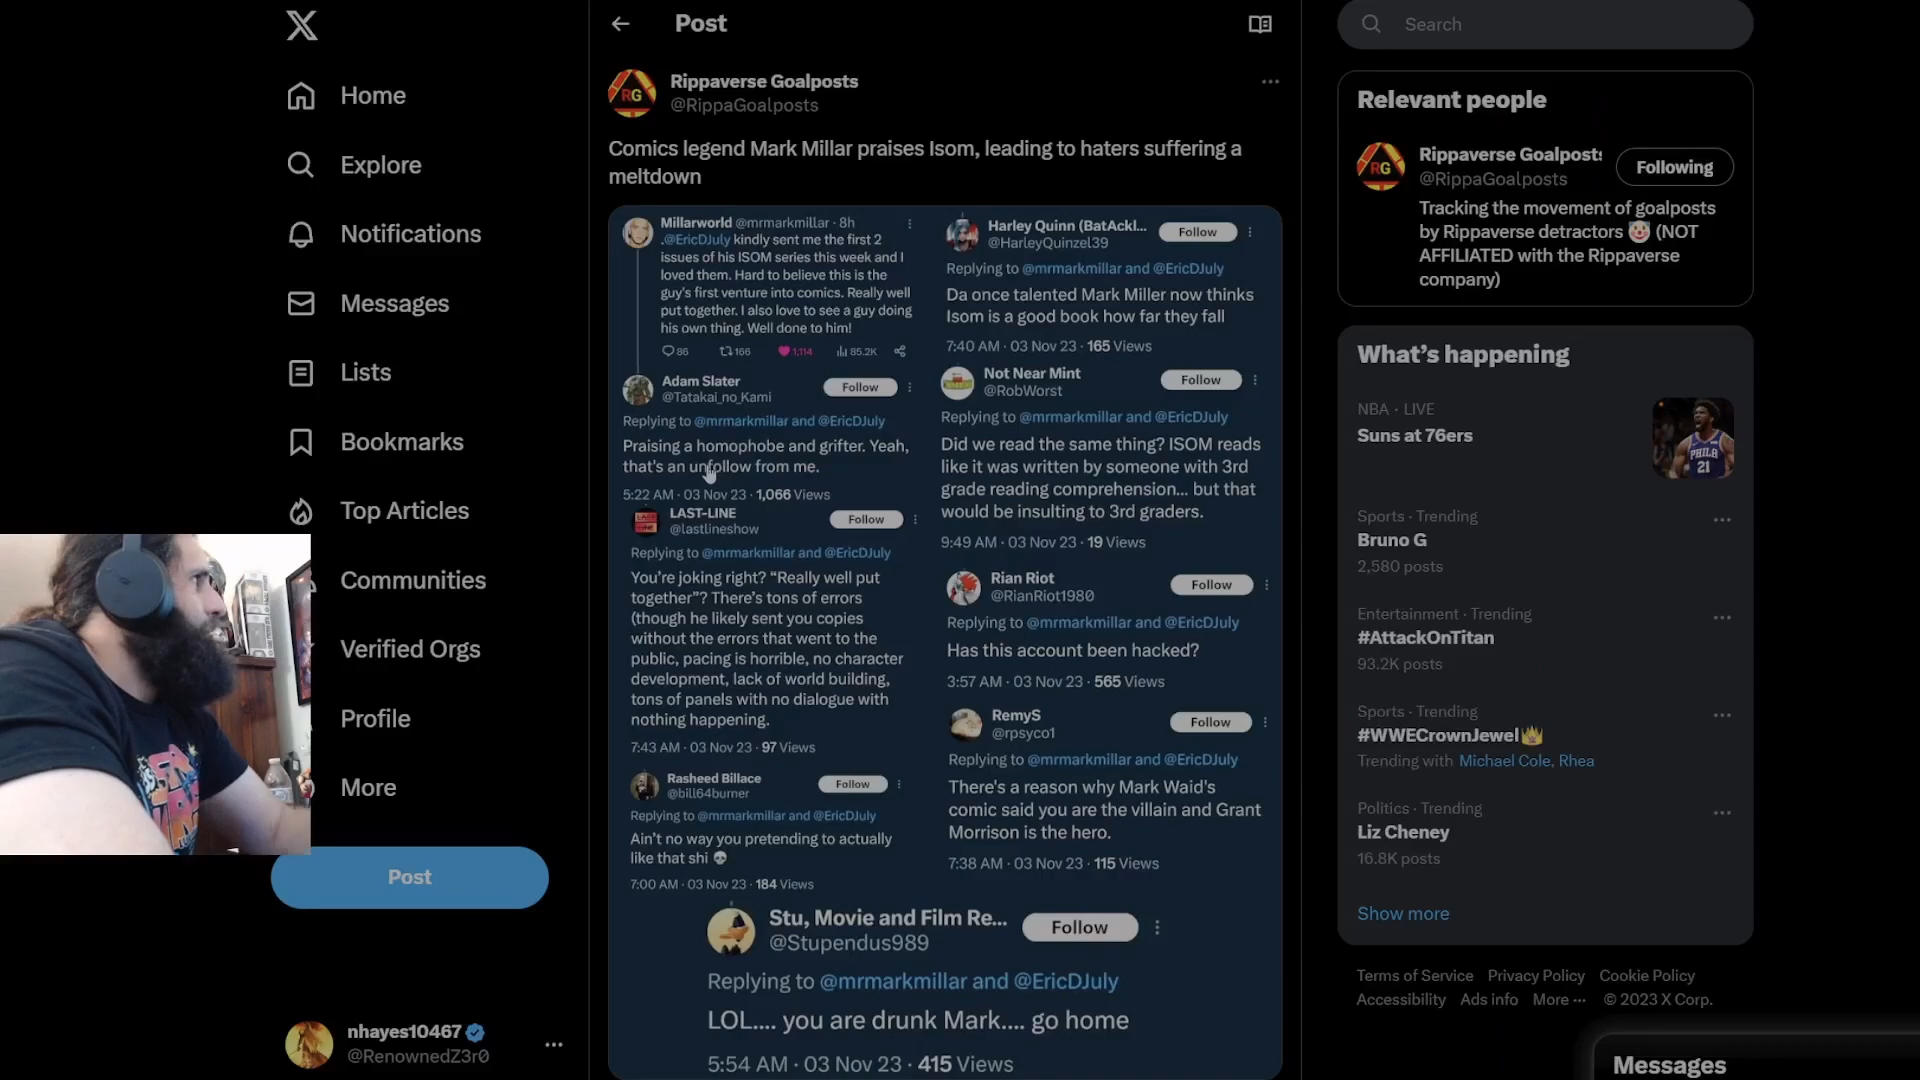 Home
Explore
Notifications
Messages
Lists
Bookmarks
Top Articles
Communities
Verified Orgs
Profile
More
Post
nhayes10467
@RenownedZ3r0
Post
RG
Rippaverse Goalposts
@RippaGoalposts
Comics legend Mark Millar praises Isom, leading to haters suffering a
meltdown
Millarworld @mrmarkmillar · 8h
.@EricDJuly kindly sent me the first 2
issues of his ISOM series this week and I
loved them. Hard to believe this is the
guy's first venture into comics. Really well
put together. I also love to see a guy doing
his own thing. Well done to him!
86 166 1,114 85.2K
Adam Slater
@Tatakai_no_Kami
Follow
Replying to @mrmarkmillar and @EricDJuly
Praising a homophobe and grifter. Yeah,
that's an unfollow from me.
5:22 AM · 03 Nov 23 · 1,066 Views
LAST-LINE
@lastlineshow
Follow
Replying to @mrmarkmillar and @EricDJuly
You're joking right? “Really well put
together”? There's tons of errors
(though he likely sent you copies
without the errors that went to the
public, pacing is horrible, no character
development, lack of world building,
tons of panels with no dialogue with
nothing happening.
7:43 AM · 03 Nov 23 · 97 Views
Rasheed Billace
@bill64burner
Follow
Replying to @mrmarkmillar and @EricDJuly
Ain't no way you pretending to actually
like that shi 💀
7:00 AM · 03 Nov 23 · 184 Views
Harley Quinn (BatAckl...
@HarleyQuinzel39
Follow
Replying to @mrmarkmillar and @EricDJuly
Da once talented Mark Miller now thinks
Isom is a good book how far they fall
7:40 AM · 03 Nov 23 · 165 Views
Not Near Mint
@RobWorst
Follow
Replying to @mrmarkmillar and @EricDJuly
Did we read the same thing? ISOM reads
like it was written by someone with 3rd
grade reading comprehension... but that
would be insulting to 3rd graders.
9:49 AM · 03 Nov 23 · 19 Views
Rian Riot
@RianRiot1980
Follow
Replying to @mrmarkmillar and @EricDJuly
Has this account been hacked?
3:57 AM · 03 Nov 23 · 565 Views
RemyS
@rpsyco1
Follow
Replying to @mrmarkmillar and @EricDJuly
There's a reason why Mark Waid's
comic said you are the villain and Grant
Morrison is the hero.
7:38 AM · 03 Nov 23 · 115 Views
Stu, Movie and Film Re...
@Stupendus989
Follow
Replying to @mrmarkmillar and @EricDJuly
LOL.... you are drunk Mark.... go home
5:54 AM · 03 Nov 23 · 415 Views
Search
Relevant people
RG
Rippaverse Goalposts
@RippaGoalposts
Following
Tracking the movement of goalposts
by Rippaverse detractors 🤡 (NOT
AFFILIATED with the Rippaverse
company)
What's happening
NBA · LIVE
Suns at 76ers
PHILA
21
Sports · Trending
Bruno G
2,580 posts
Entertainment · Trending
#AttackOnTitan
93.2K posts
Sports · Trending
#WWECrownJewel
Trending with Michael Cole, Rhea
Politics · Trending
Liz Cheney
16.8K posts
Show more
Terms of Service Privacy Policy Cookie Policy
Accessibility Ads info More ··· © 2023 X Corp.
Messages